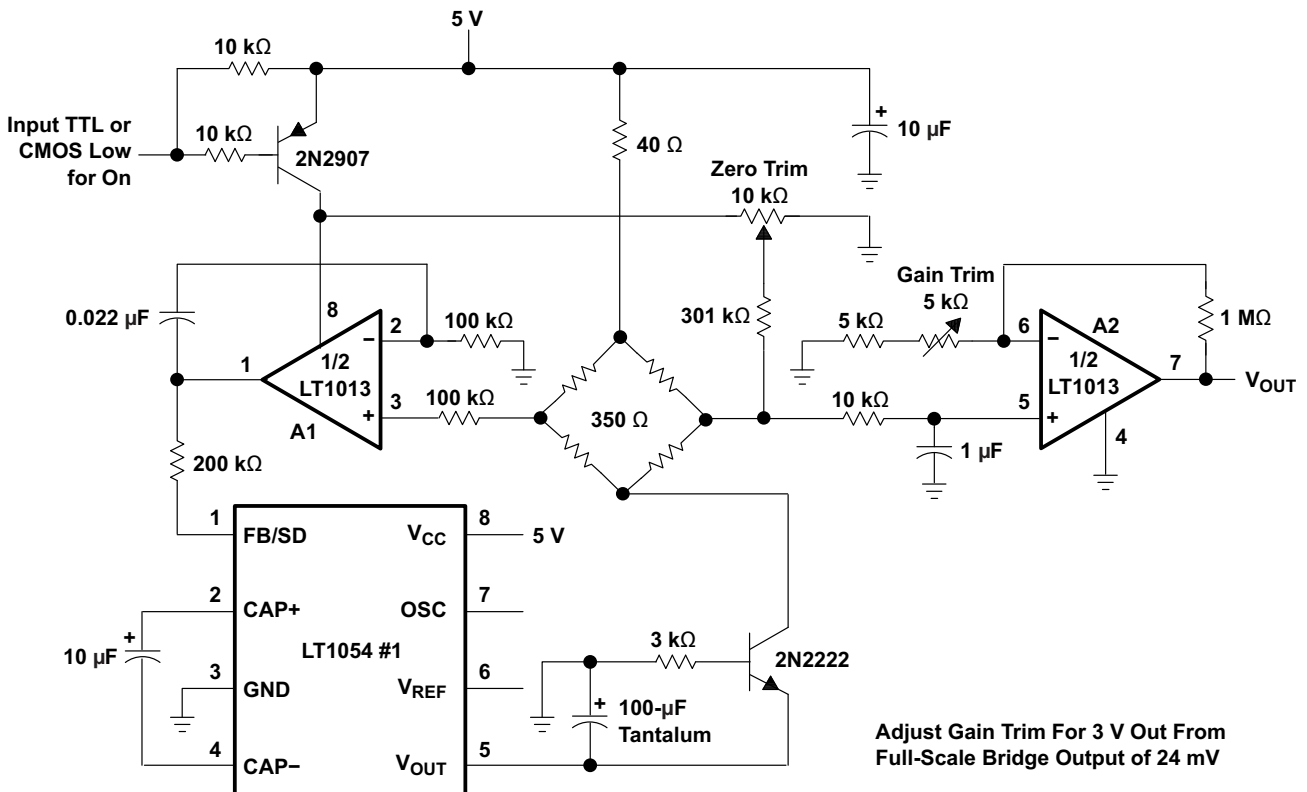 5 V
10 kΩ
Input TTL or
CMOS Low
for On
10 kΩ
2N2907
40 Ω
+
10 µF
Zero Trim
10 kΩ
0.022 µF
8
2
−
100 kΩ
1
1/2
LT1013
3
+
A1
100 kΩ
350 Ω
301 kΩ
Gain Trim
5 kΩ
5 kΩ
6
−
A2
1/2
LT1013
7
1 MΩ
VOUT
10 kΩ
5
+
4
1 µF
200 kΩ
1
FB/SD
VCC
8
5 V
2
CAP+
OSC
7
+
10 µF
LT1054 #1
3
GND
VREF
6
4
CAP−
VOUT
5
3 kΩ
2N2222
+
100-µF
Tantalum
Adjust Gain Trim For 3 V Out From
Full-Scale Bridge Output of 24 mV